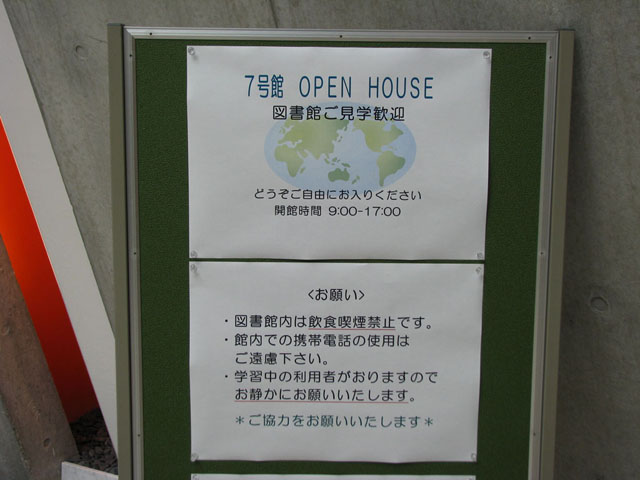 7号館 OPEN HOUSE
図書館ご見学歓迎
どうぞご自由にお入りください
開館時間 9:00-17:00
<お願い>
・図書館内は飲食喫煙禁止です。
・館内での携帯電話の使用は
ご遠慮下さい。
・学習中の利用者がおりますので
お静かにお願いいたします。
*ご協力をお願いいたします*